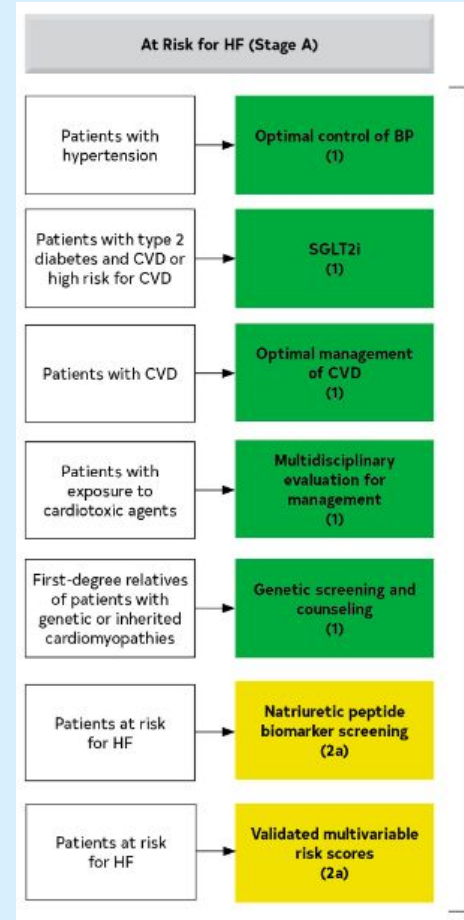 At Risk for HF (Stage A)
Patients with
hypertension
Optimal control of BP
(1)
Patients with type 2
diabetes and CVD or
high risk for CVD
SGLT2i
(1)
Patients with CVD
Optimal management
of CVD
(1)
Patients with
exposure to
cardiotoxic agents
Multidisciplinary
evaluation for
management
(1)
First-degree relatives
of patients with
genetic or inherited
cardiomyopathies
Genetic screening and
counseling
(1)
Patients at risk
for HF
Natriuretic peptide
biomarker screening
(2a)
Patients at risk
for HF
Validated multivariable
risk scores
(2a)